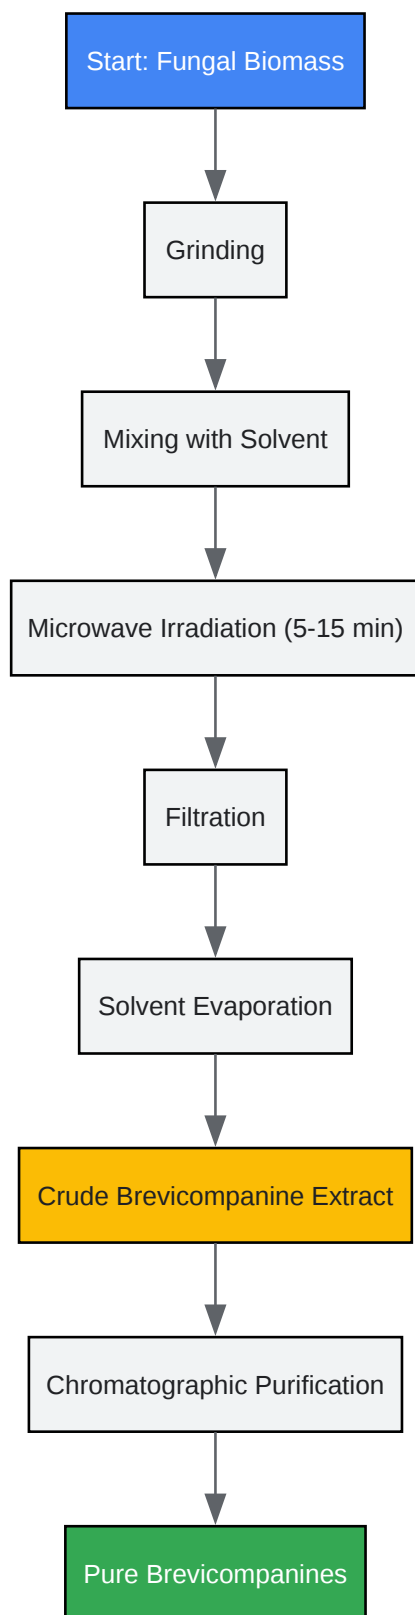 Start: Fungal Biomass
Grinding
Mixing with Solvent
Microwave Irradiation (5-15 min)
Filtration
Solvent Evaporation
Crude Brevicompanine Extract
Chromatographic Purification
Pure Brevicompanines